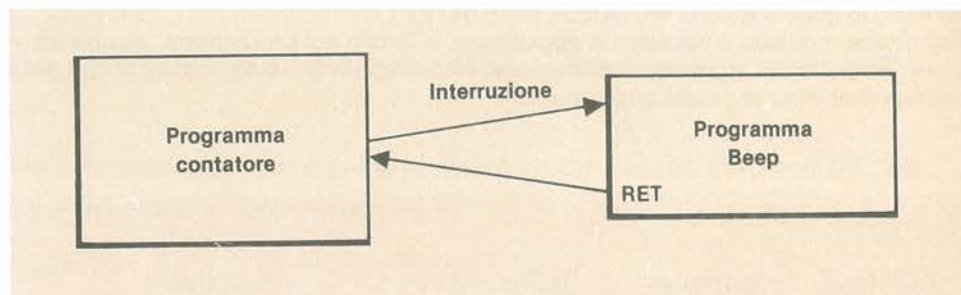 Interruzione
Programma
contatore
Programma
Beep
RET